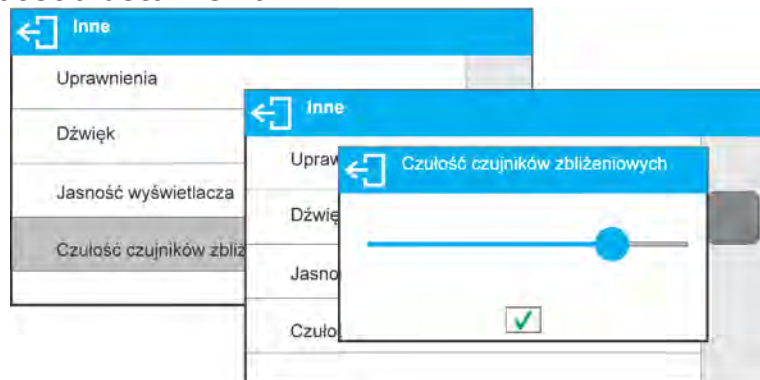 Inne
Uprawnienia
Dźwięk
Jasność wyświetlacza
Czułość czujników zbliż
Inne
Upraw
Czułość czujników zbliżeniowych
Dźwię
Jasno
Czuło